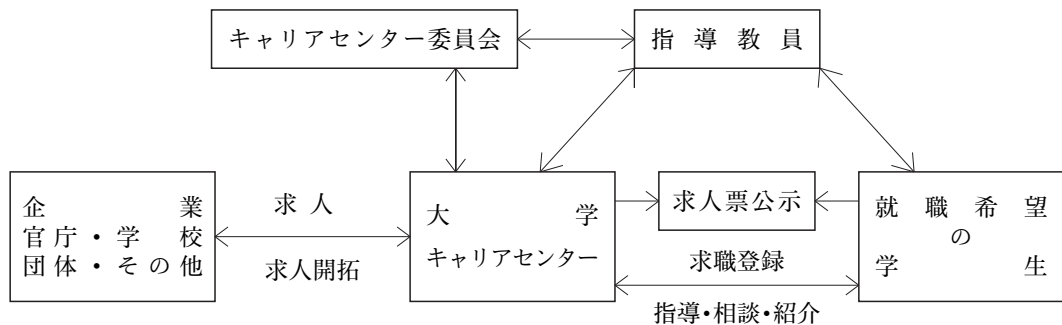 キャリアセンター委員会
指導教員
企業
官庁・学校
団体・その他
求人
求人開拓
大学
キャリアセンター
求人票公示
求職登録
指導・相談・紹介
就職希望
の
学生